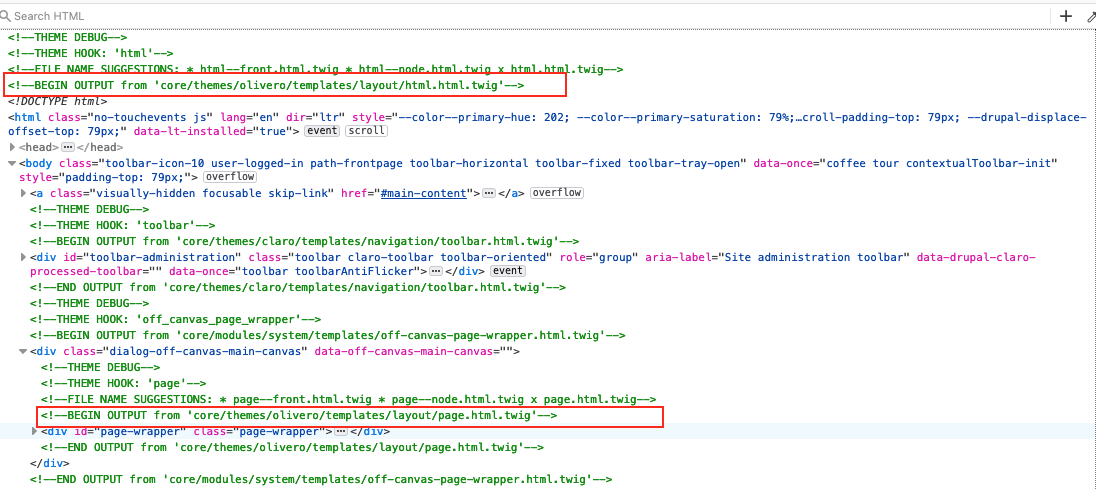 Search HTML
<!--THEME DEBUG-->
<!--THEME HOOK: 'html'-->
<!--FILE NAME SUGGESTIONS: * html--front.html.twig * html--node.html.twig x html.html.twig-->
<!--BEGIN OUTPUT from 'core/themes/olivero/templates/layout/html.html.twig'-->
<!DOCTYPE html>
<html class="no-touchevents js" lang="en" dir="ltr" style="--color--primary-hue: 202; --color--primary-saturation: 79%;…croll-padding-top: 79px; --drupal-displace-
offset-top: 79px;" data-lt-installed="true"> event scroll
<head> ••• </head>
<body class="toolbar-icon-10 user-logged-in path-frontpage toolbar-horizontal toolbar-fixed toolbar-tray-open" data-once="coffee tour contextualToolbar-init"
style="padding-top: 79px;"> overflow
<a class="visually-hidden focusable skip-link" href="#main-content"> ••• </a> overflow
<!--THEME DEBUG-->
<!--THEME HOOK: 'toolbar'-->
<!--BEGIN OUTPUT from 'core/themes/claro/templates/navigation/toolbar.html.twig'-->
<div id="toolbar-administration" class="toolbar claro-toolbar toolbar-oriented" role="group" aria-label="Site administration toolbar" data-drupal-claro-
processed-toolbar="" data-once="toolbar toolbarAntiFlicker"> ••• </div> event
<!--END OUTPUT from 'core/themes/claro/templates/navigation/toolbar.html.twig'-->
<!--THEME DEBUG-->
<!--THEME HOOK: 'off_canvas_page_wrapper'-->
<!--BEGIN OUTPUT from 'core/modules/system/templates/off-canvas-page-wrapper.html.twig'-->
<div class="dialog-off-canvas-main-canvas" data-off-canvas-main-canvas="">
<!--THEME DEBUG-->
<!--THEME HOOK: 'page'-->
<!--FILE NAME SUGGESTIONS: * page--front.html.twig * page--node.html.twig x page.html.twig-->
<!--BEGIN OUTPUT from 'core/themes/olivero/templates/layout/page.html.twig'-->
<div id="page-wrapper" class="page-wrapper"> ••• </div>
<!--END OUTPUT from 'core/themes/olivero/templates/layout/page.html.twig'-->
</div>
<!--END OUTPUT from 'core/modules/system/templates/off-canvas-page-wrapper.html.twig'-->